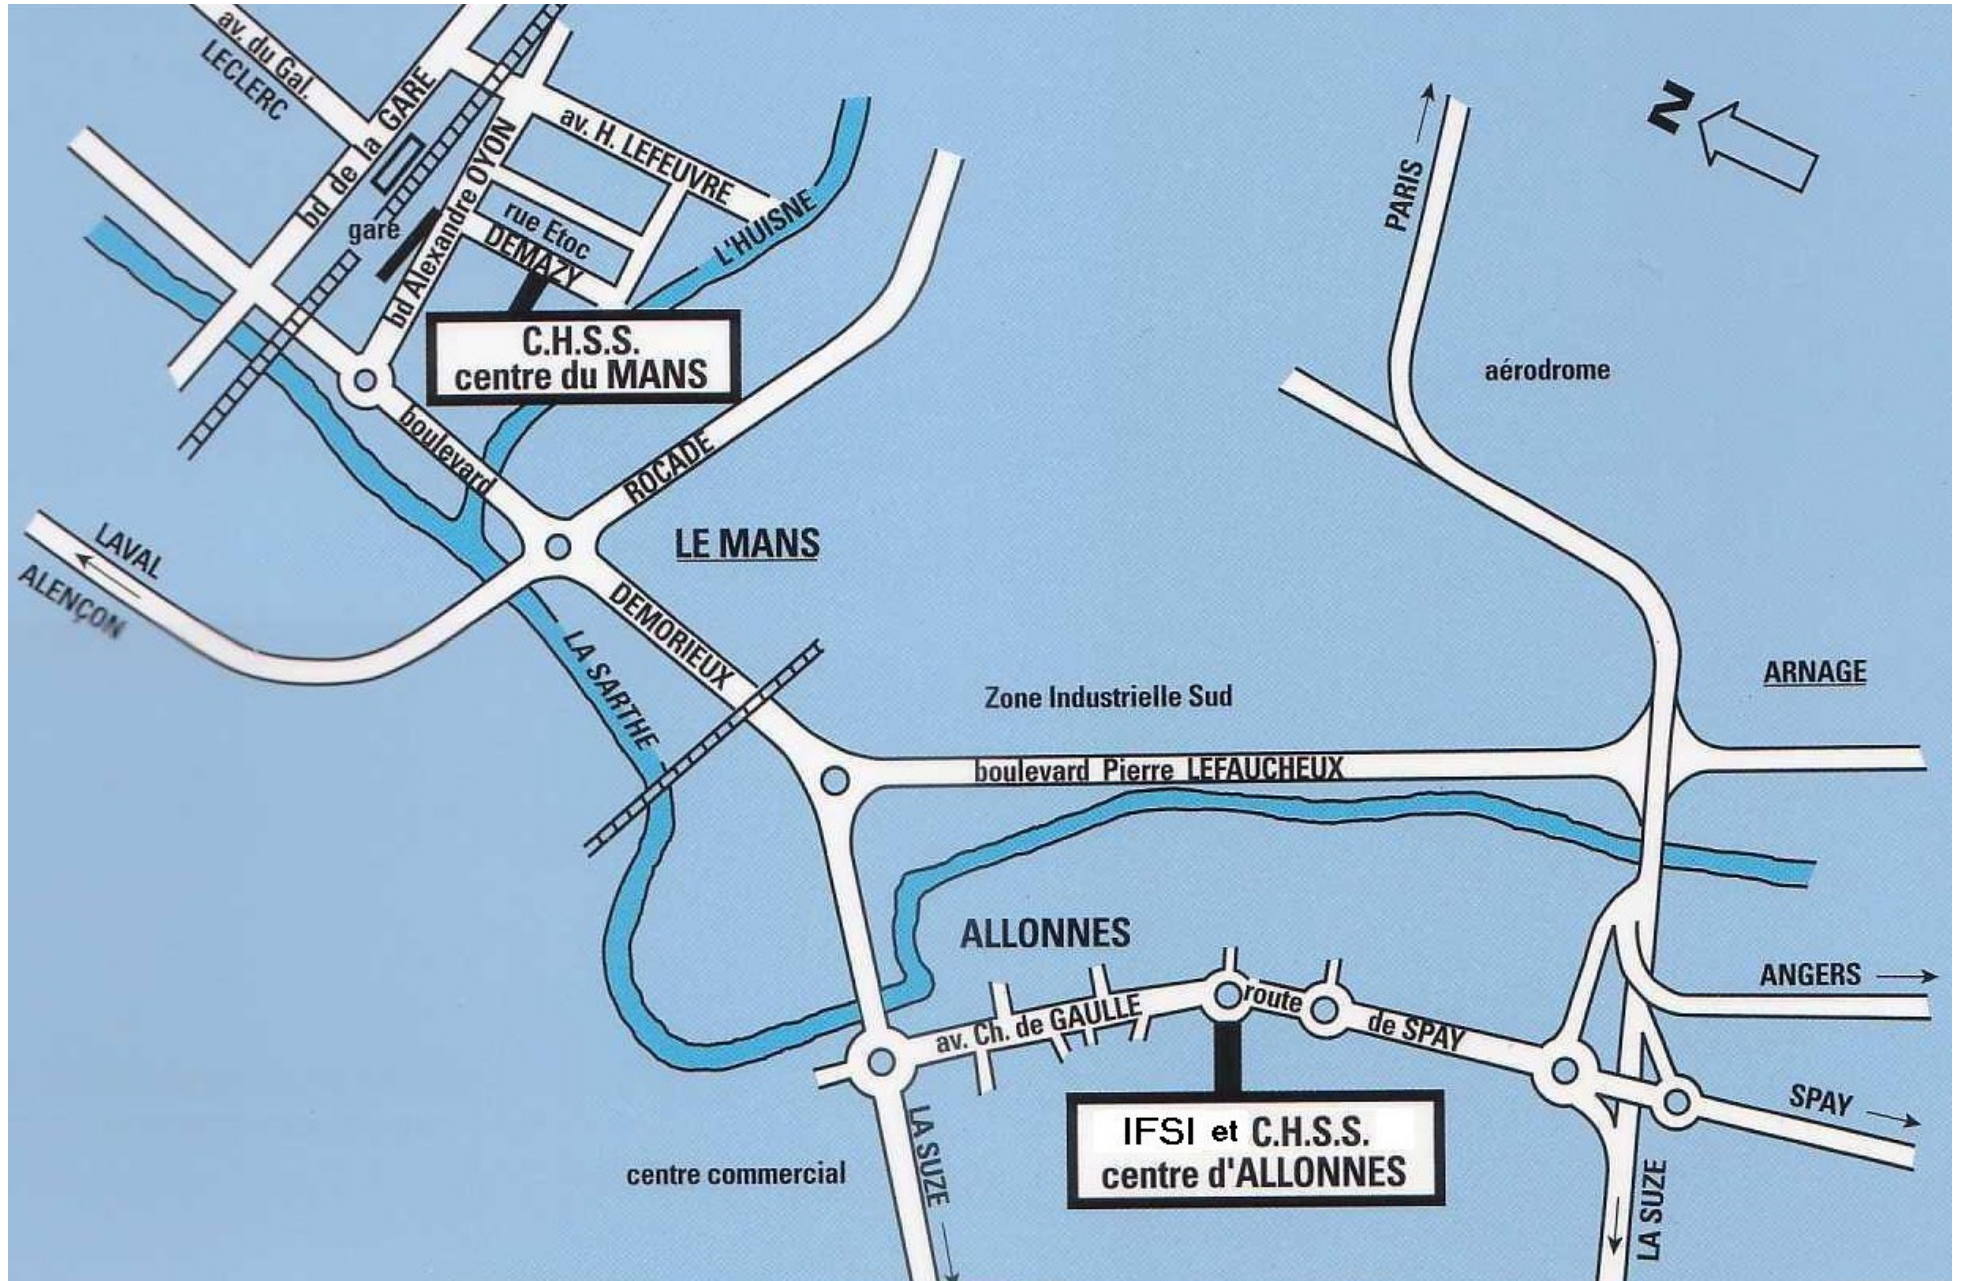 av. du Gal.
LECLERC
bd de la GARE
gare
bd Alexandre OYON
av. H. LEFEUVRE
rue Etoc
DEMAZY
L'HUISNE
C.H.S.S.
centre du MANS
PARIS
N
aérodrome
boulevard
ROCADE
LAVAL
ALENÇON
LE MANS
DEMORIEUX
LA SARTHE
Zone Industrielle Sud
ARNAGE
boulevard Pierre LEFAUCHEUX
ALLONNES
ANGERS
av. Ch. de GAULLE
route
de SPAY
SPAY
IFSI et C.H.S.S.
centre d'ALLONNES
centre commercial
LA SUZE
LA SUZE